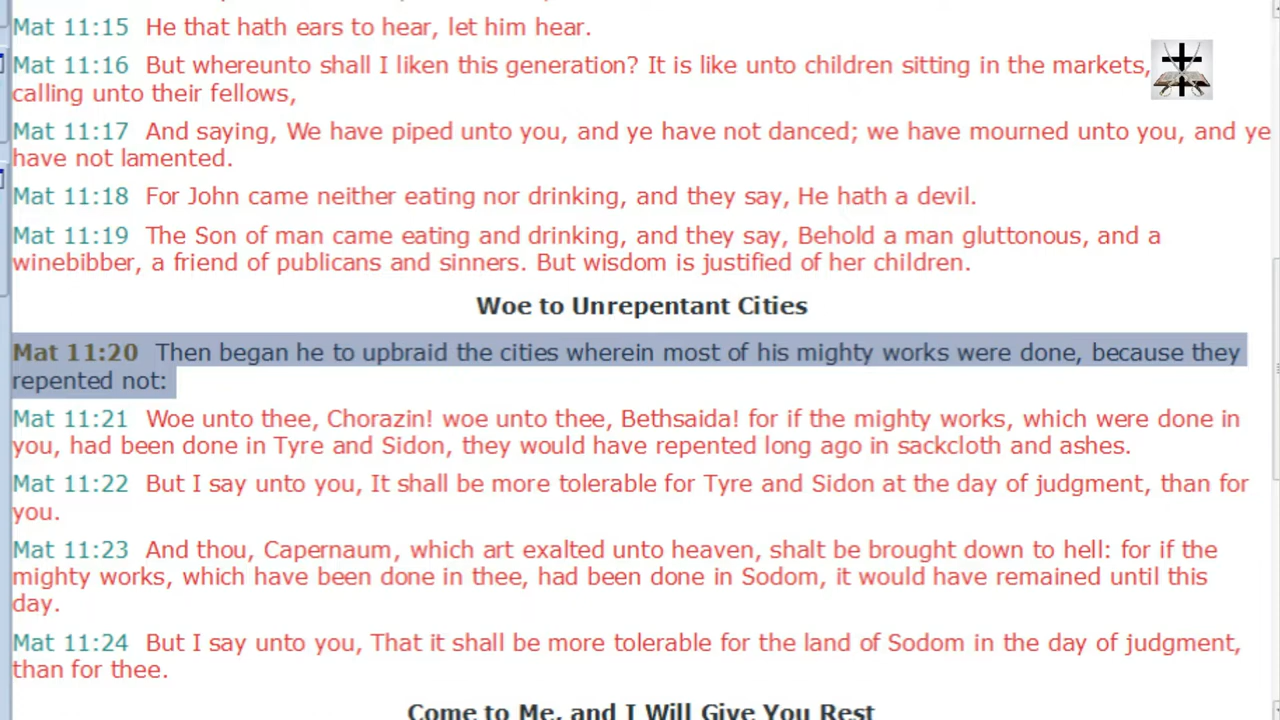 Mat 11:15 He that hath ears to hear, let him hear.
Mat 11:16 But whereunto shall I liken this generation? It is like unto children sitting in the markets,
calling unto their fellows,
Mat 11:17 And saying, We have piped unto you, and ye have not danced; we have mourned unto you, and ye
have not lamented.
Mat 11:18 For John came neither eating nor drinking, and they say, He hath a devil.
Mat 11:19 The Son of man came eating and drinking, and they say, Behold a man gluttonous, and a
winebibber, a friend of publicans and sinners. But wisdom is justified of her children.
Woe to Unrepentant Cities
Mat 11:20 Then began he to upbraid the cities wherein most of his mighty works were done, because they
repented not:
Mat 11:21 Woe unto thee, Chorazin! woe unto thee, Bethsaida! for if the mighty works, which were done in
you, had been done in Tyre and Sidon, they would have repented long ago in sackcloth and ashes.
Mat 11:22 But I say unto you, It shall be more tolerable for Tyre and Sidon at the day of judgment, than for
you.
Mat 11:23 And thou, Capernaum, which art exalted unto heaven, shalt be brought down to hell: for if the
mighty works, which have been done in thee, had been done in Sodom, it would have remained until this
day.
Mat 11:24 But I say unto you, That it shall be more tolerable for the land of Sodom in the day of judgment,
than for thee.
Come to Me, and I Will Give You Rest